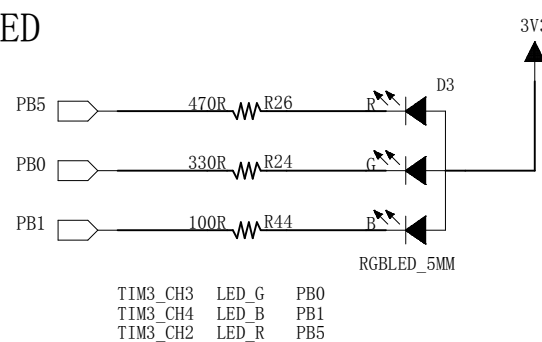 ED
3V3
D3
PB5 470R R26 R
PB0 330R R24 G
PB1 100R R44 B
RGBLED_5MM
TIM3_CH3 LED_G PB0
TIM3_CH4 LED_B PB1
TIM3_CH2 LED_R PB5